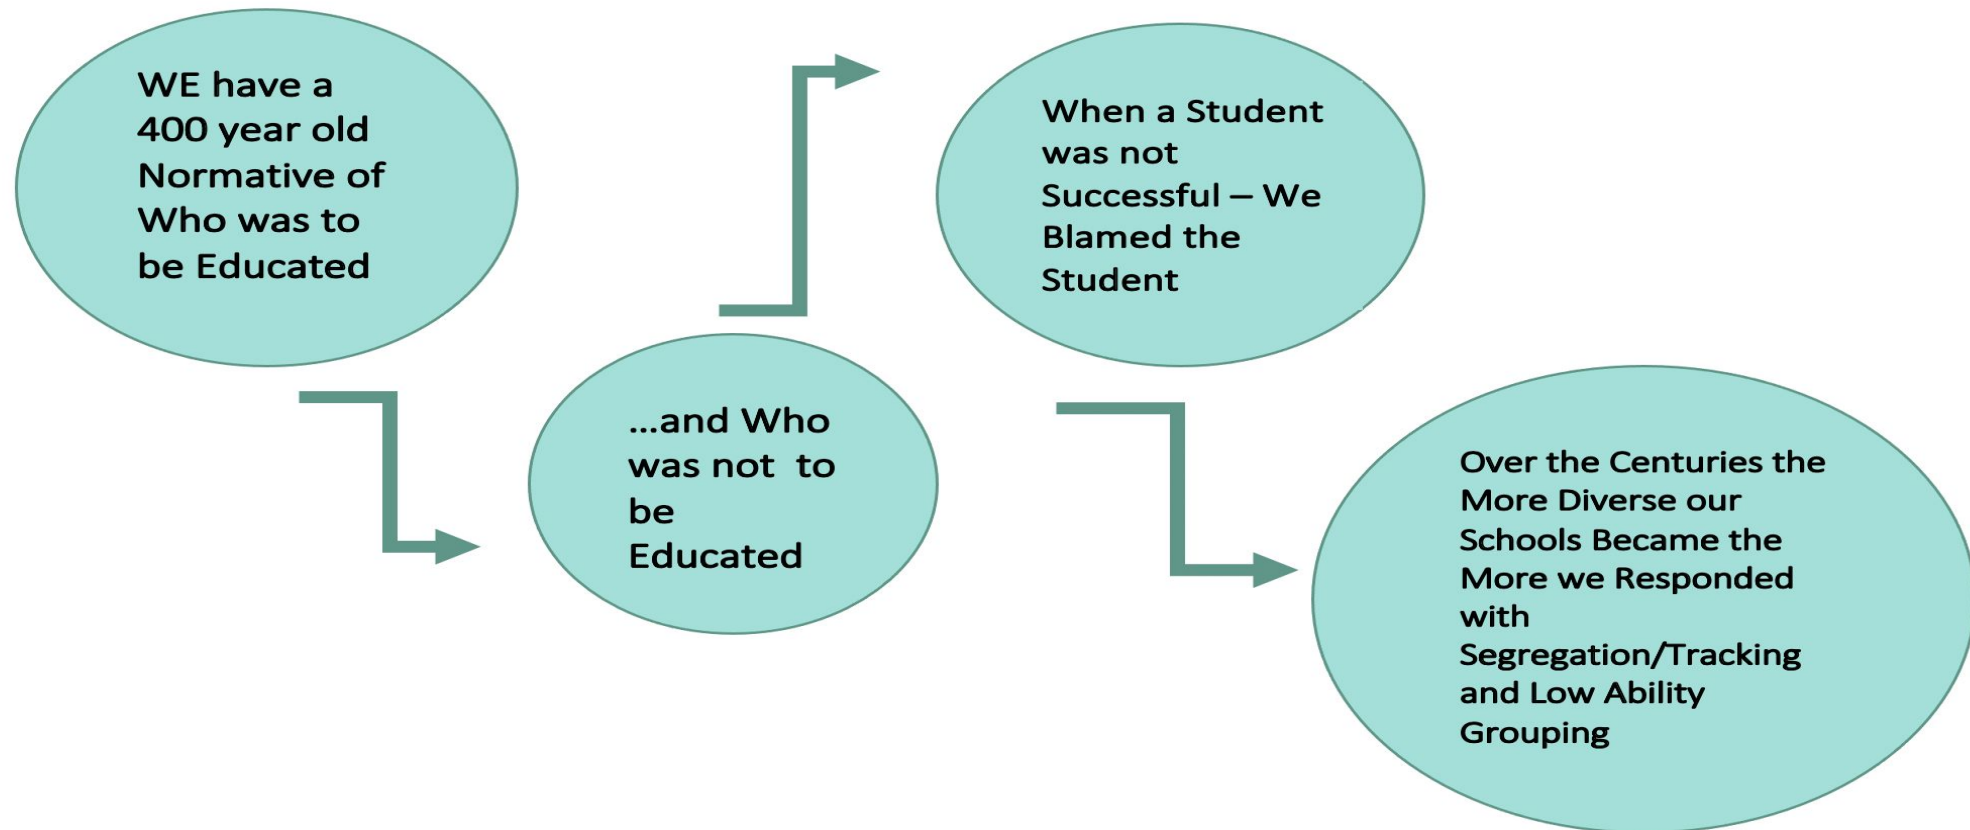 WE have a
400 year old
Normative of
Who was to
be Educated
...and Who
was not  to
be
Educated
When a Student
was not
Successful – We
Blamed the
Student
Over the Centuries the
More Diverse our
Schools Became the
More we Responded
with
Segregation/Tracking
and Low Ability
Grouping